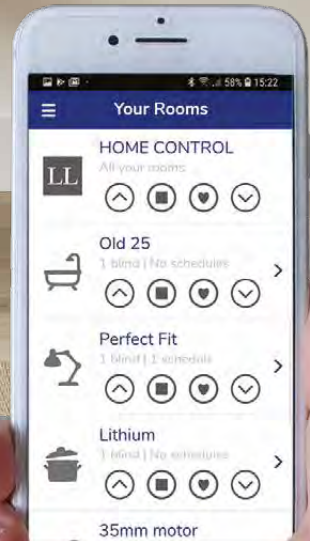 58% 15:22
Your Rooms
HOME CONTROL
All your rooms
LL
Old 25
1 blind | No schedules
Perfect Fit
1 blind | 1 schedule
Lithium
1 blind | No schedules
35mm motor